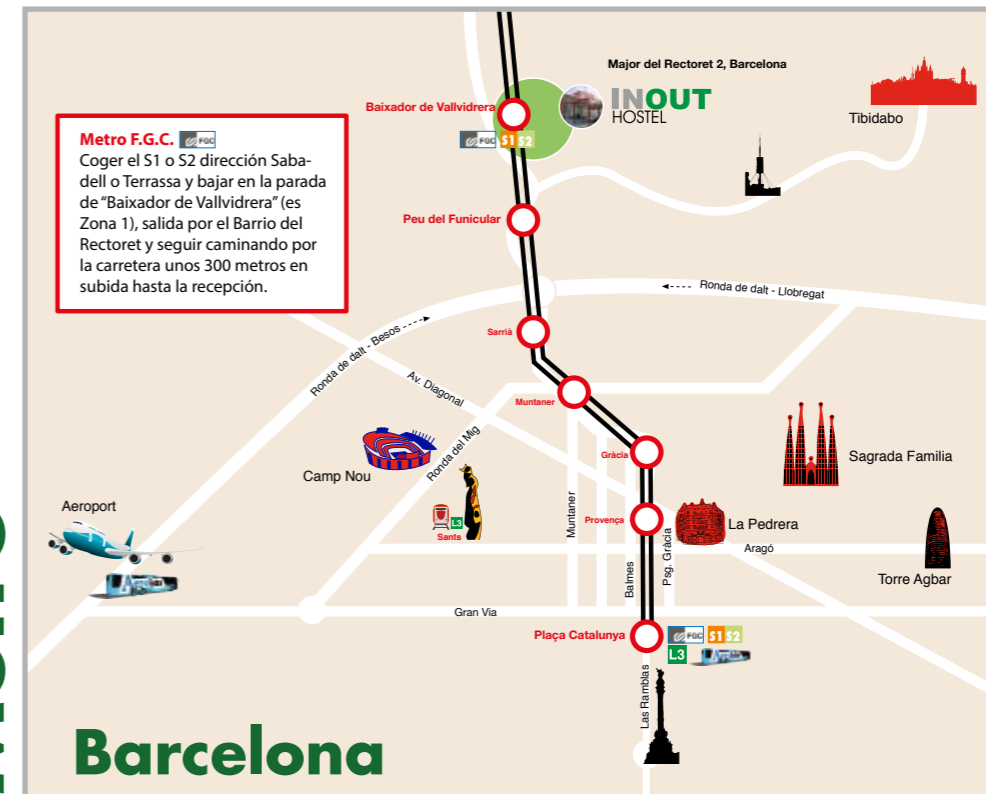 Major del Rectoret 2, Barcelona
INOUT
HOSTEL
Tibidabo
Baixador de Vallvidrera
FGC S1 S2
Metro F.G.C. FGC
Coger el S1 o S2 dirección Saba-
dell o Terrassa y bajar en la parada
de “Baixador de Vallvidrera” (es
Zona 1), salida por el Barrio del
Rectoret y seguir caminando por
la carretera unos 300 metros en
subida hasta la recepción.
Peu del Funicular
Ronda de dalt - Llobregat
Ronda de dalt - Besos
Sarrià
Av. Diagonal
Muntaner
Ronda del Mig
Camp Nou
Gràcia
Sagrada Familia
L3
Sants
Muntaner
Provença
La Pedrera
Aragó
Aeroport
Balmes
Psg. Gràcia
Torre Agbar
Gran Via
Plaça Catalunya
FGC S1 S2
L3
Las Ramblas
Barcelona